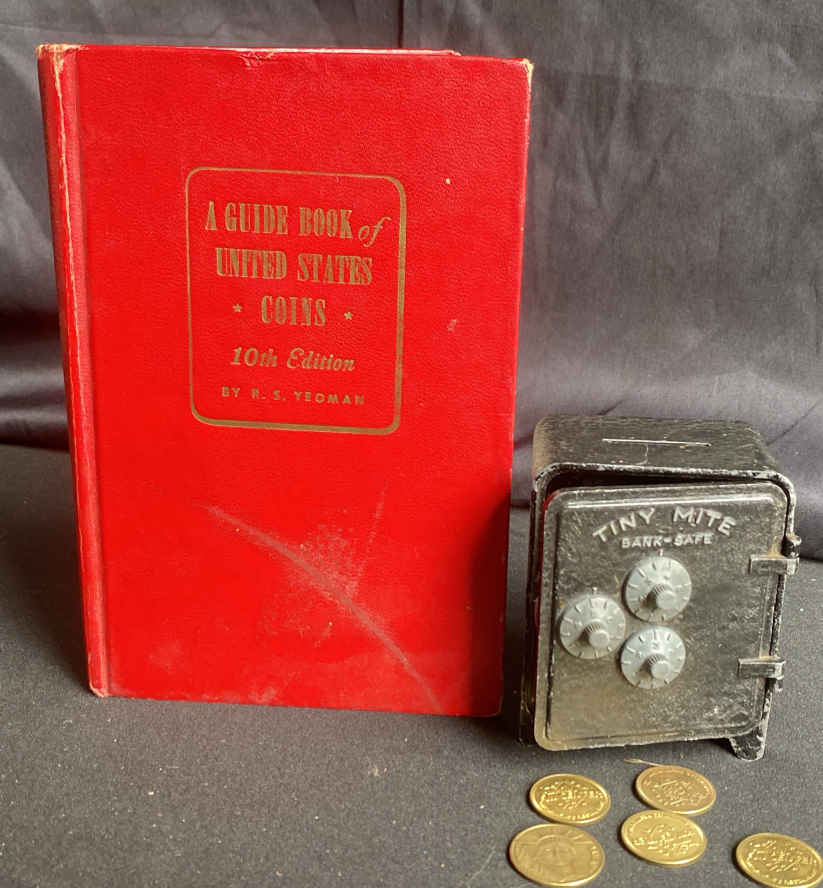 A GUIDE BOOK of
UNITED STATES
* COINS *
10th Edition
BY R. S. YEOMAN
TINY MITE
BANK-SAFE